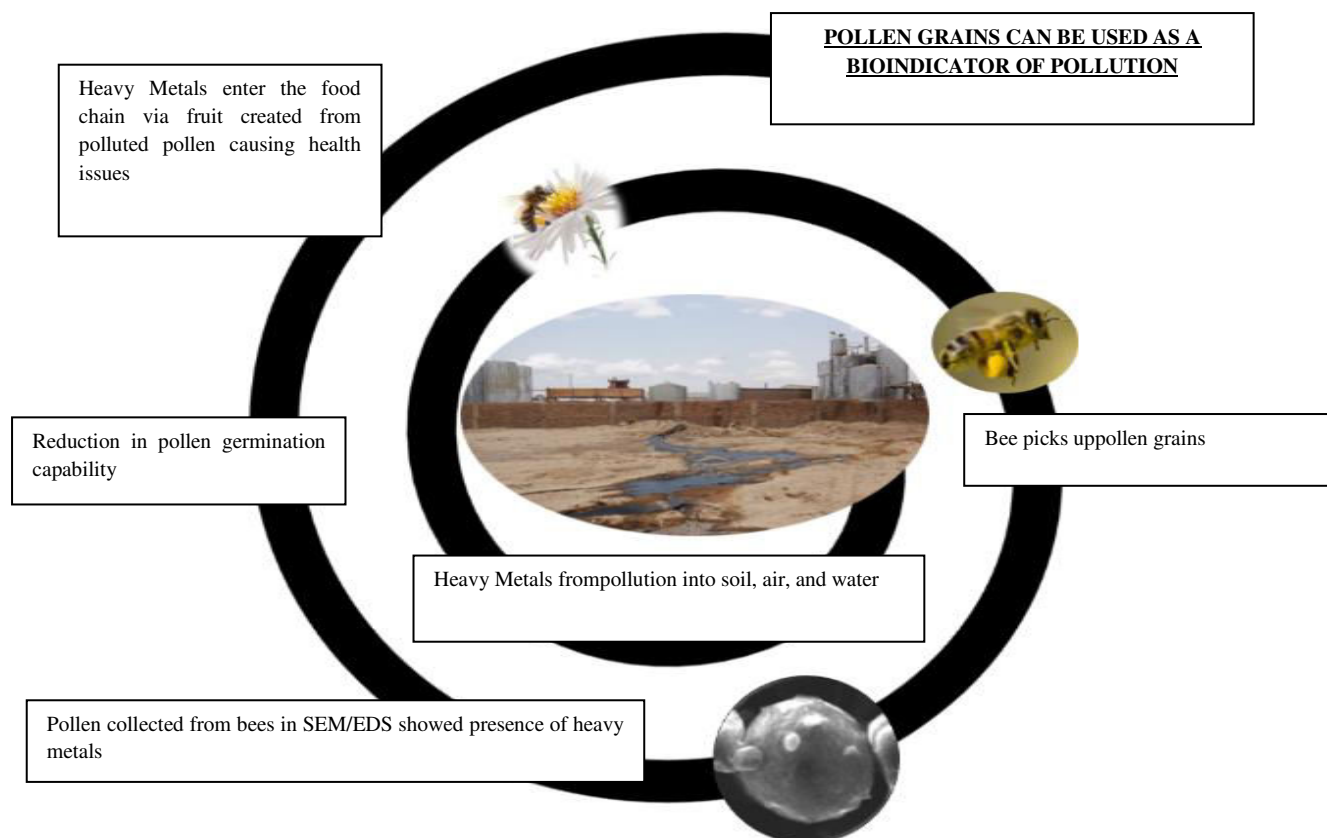 POLLEN GRAINS CAN BE USED AS A
BIOINDICATOR OF POLLUTION
Heavy Metals enter the food
chain via fruit created from
polluted pollen causing health
issues
Reduction in pollen germination
capability
Bee picks uppollen grains
Heavy Metals frompollution into soil, air, and water
Pollen collected from bees in SEM/EDS showed presence of heavy
metals